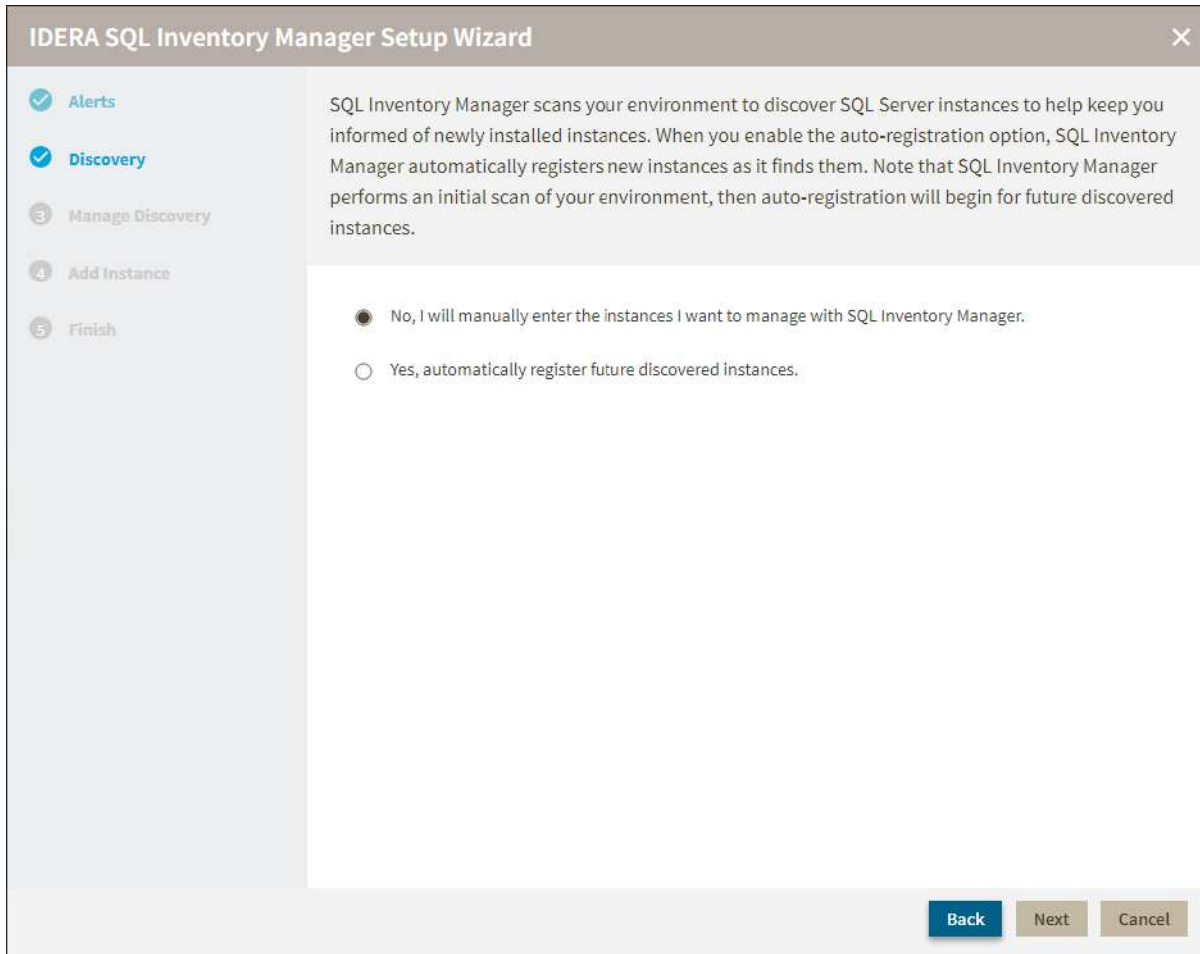 IDERA SQL Inventory Manager Setup Wizard
Alerts
Discovery
3 Manage Discovery
4 Add Instance
5 Finish
SQL Inventory Manager scans your environment to discover SQL Server instances to help keep you
informed of newly installed instances. When you enable the auto-registration option, SQL Inventory
Manager automatically registers new instances as it finds them. Note that SQL Inventory Manager
performs an initial scan of your environment, then auto-registration will begin for future discovered
instances.
No, I will manually enter the instances I want to manage with SQL Inventory Manager.
Yes, automatically register future discovered instances.
Back Next Cancel